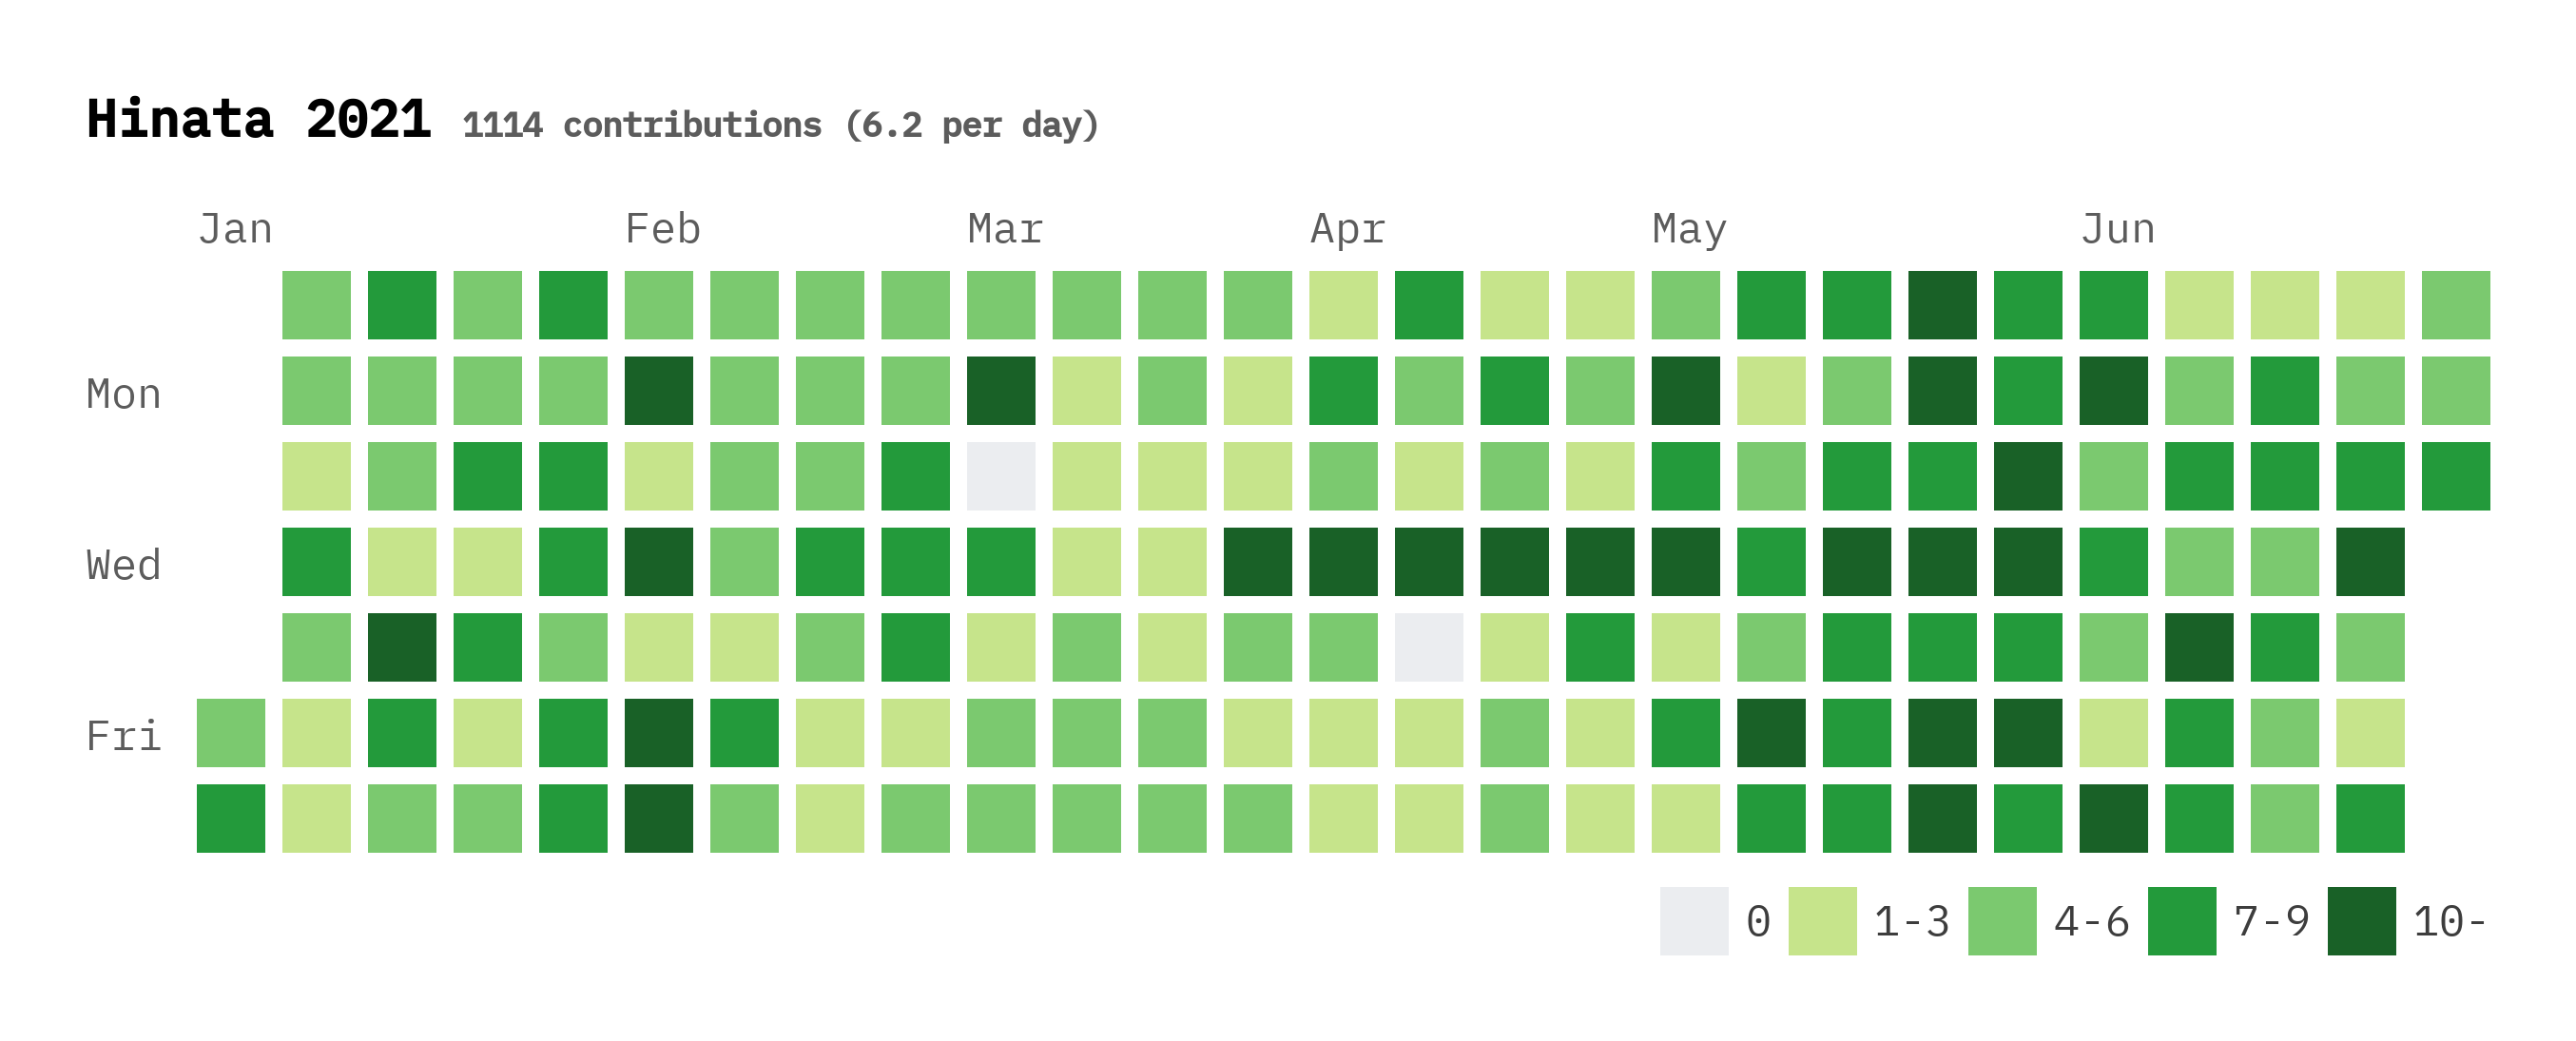 Hinata 2021 1114 contributions (6.2 per day)
Jan Feb Mar Apr May Jun
Mon
Wed
Fri
0 1-3 4-6 7-9 10-